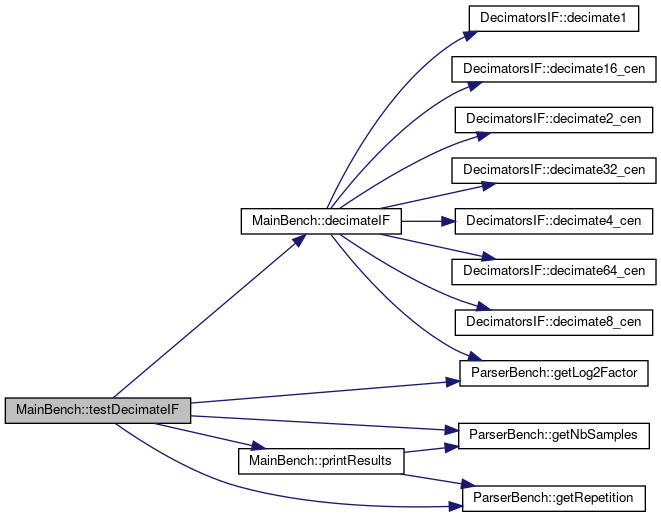 DecimatorsIF::decimate1
DecimatorsIF::decimate16_cen
DecimatorsIF::decimate2_cen
DecimatorsIF::decimate32_cen
MainBench::decimateIF
DecimatorsIF::decimate4_cen
DecimatorsIF::decimate64_cen
DecimatorsIF::decimate8_cen
ParserBench::getLog2Factor
MainBench::testDecimateIF
ParserBench::getNbSamples
MainBench::printResults
ParserBench::getRepetition